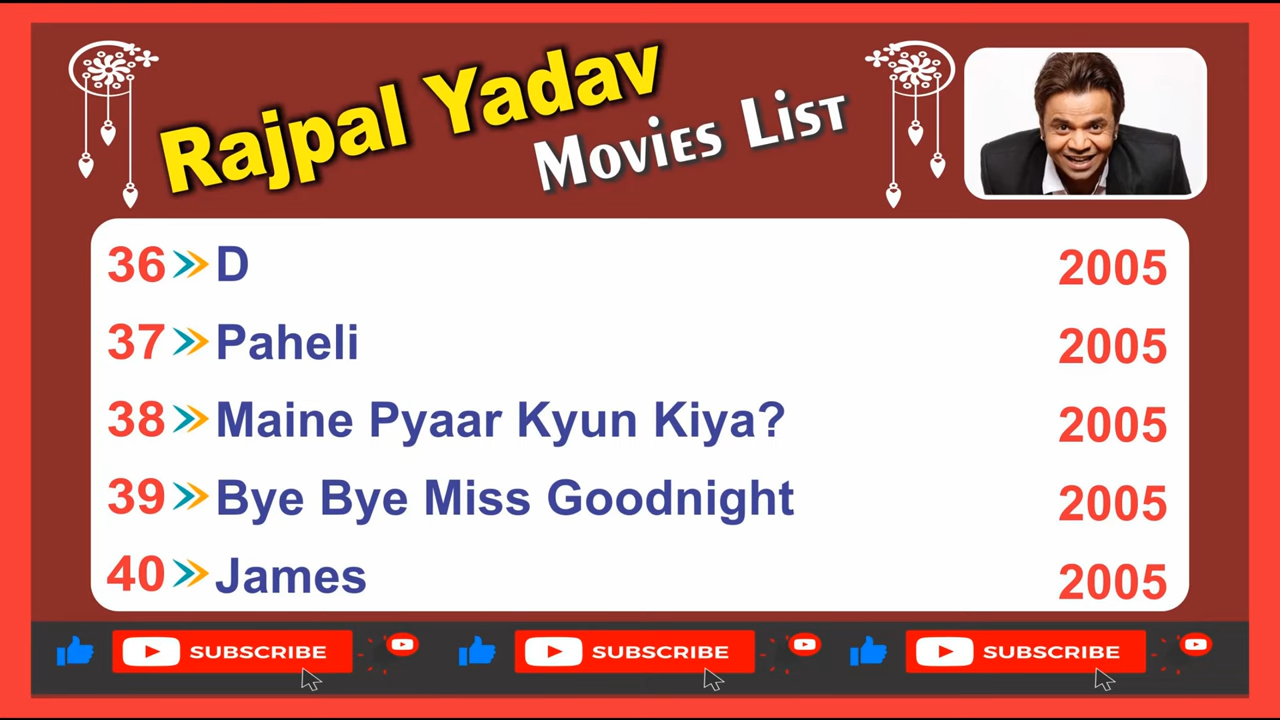 Rajpal Yadav
Movies List
36 D 2005
37 Paheli 2005
38 Maine Pyaar Kyun Kiya? 2005
39 Bye Bye Miss Goodnight 2005
40 James 2005
SUBSCRIBE SUBSCRIBE SUBSCRIBE